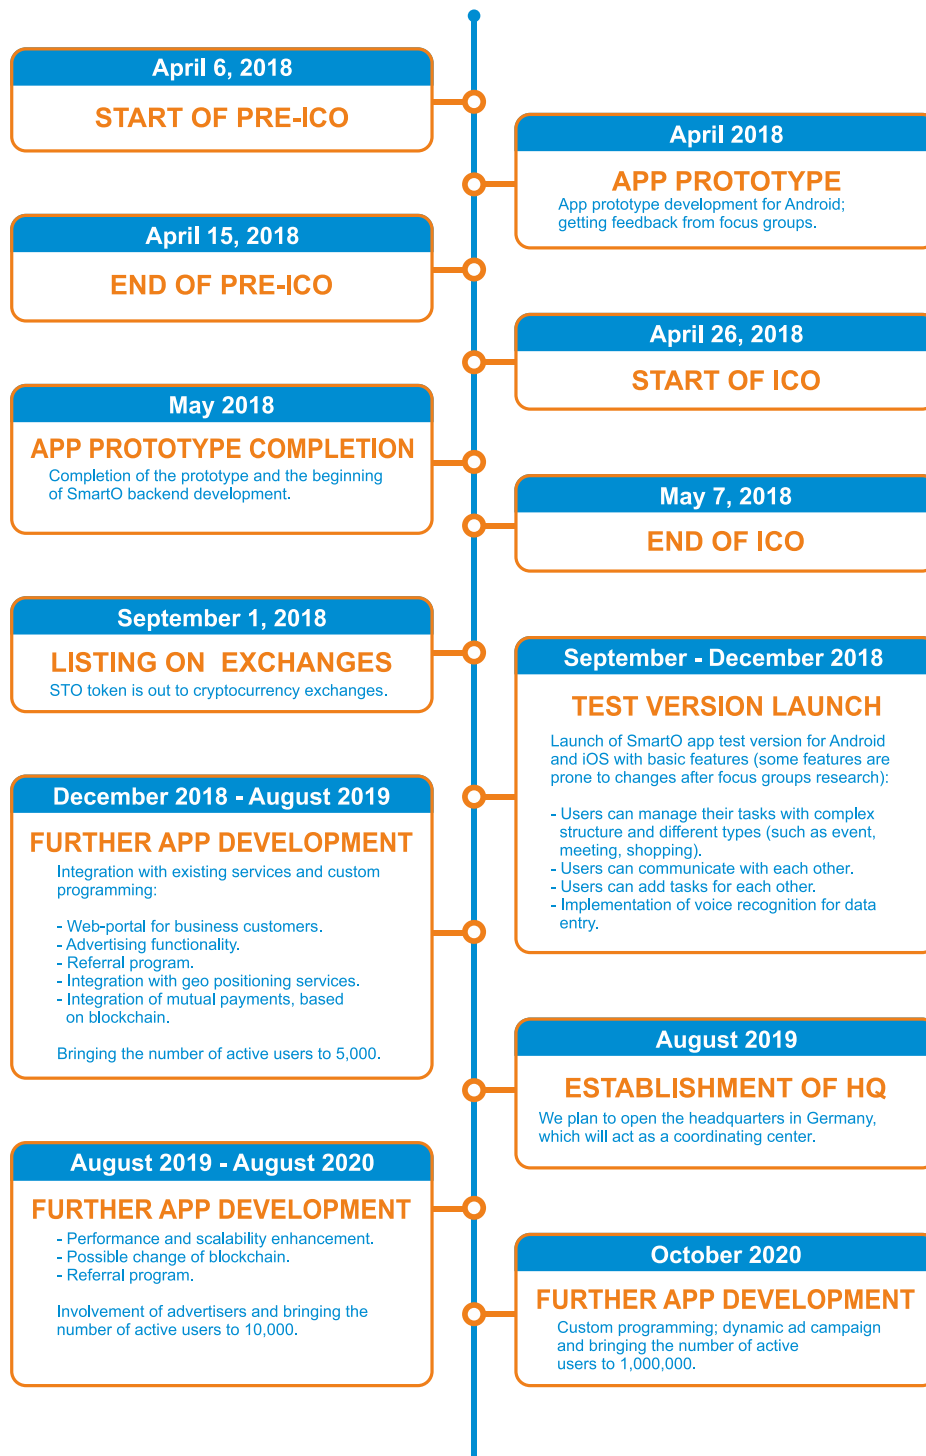 April 6, 2018
START OF PRE-ICO
April 2018
APP PROTOTYPE
App prototype development for Android;
getting feedback from focus groups.
April 15, 2018
END OF PRE-ICO
April 26, 2018
START OF ICO
May 2018
APP PROTOTYPE COMPLETION
Completion of the prototype and the beginning
of SmartO backend development.
May 7, 2018
END OF ICO
September 1, 2018
LISTING ON EXCHANGES
STO token is out to cryptocurrency exchanges.
September - December 2018
TEST VERSION LAUNCH
Launch of SmartO app test version for Android
and iOS with basic features (some features are
prone to changes after focus groups research):
- Users can manage their tasks with complex
structure and different types (such as event,
meeting, shopping).
- Users can communicate with each other.
- Users can add tasks for each other.
- Implementation of voice recognition for data
entry.
December 2018 - August 2019
FURTHER APP DEVELOPMENT
Integration with existing services and custom
programming:
- Web-portal for business customers.
- Advertising functionality.
- Referral program.
- Integration with geo positioning services.
- Integration of mutual payments, based
on blockchain.
Bringing the number of active users to 5,000.
August 2019
ESTABLISHMENT OF HQ
We plan to open the headquarters in Germany,
which will act as a coordinating center.
August 2019 - August 2020
FURTHER APP DEVELOPMENT
- Performance and scalability enhancement.
- Possible change of blockchain.
- Referral program.
Involvement of advertisers and bringing the
number of active users to 10,000.
October 2020
FURTHER APP DEVELOPMENT
Custom programming; dynamic ad campaign
and bringing the number of active
users to 1,000,000.